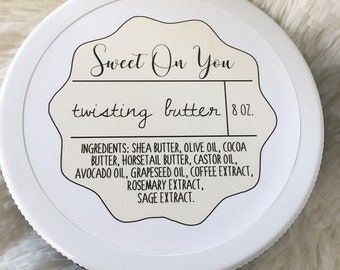 Sweet On You
twisting butter 8 OZ.
INGREDIENTS: SHEA BUTTER, OLIVE OIL, COCOA
BUTTER, HORSETAIL BUTTER, CASTOR OIL,
AVOCADO OIL, GRAPESEED OIL, COFFEE EXTRACT,
ROSEMARY EXTRACT,
SAGE EXTRACT.